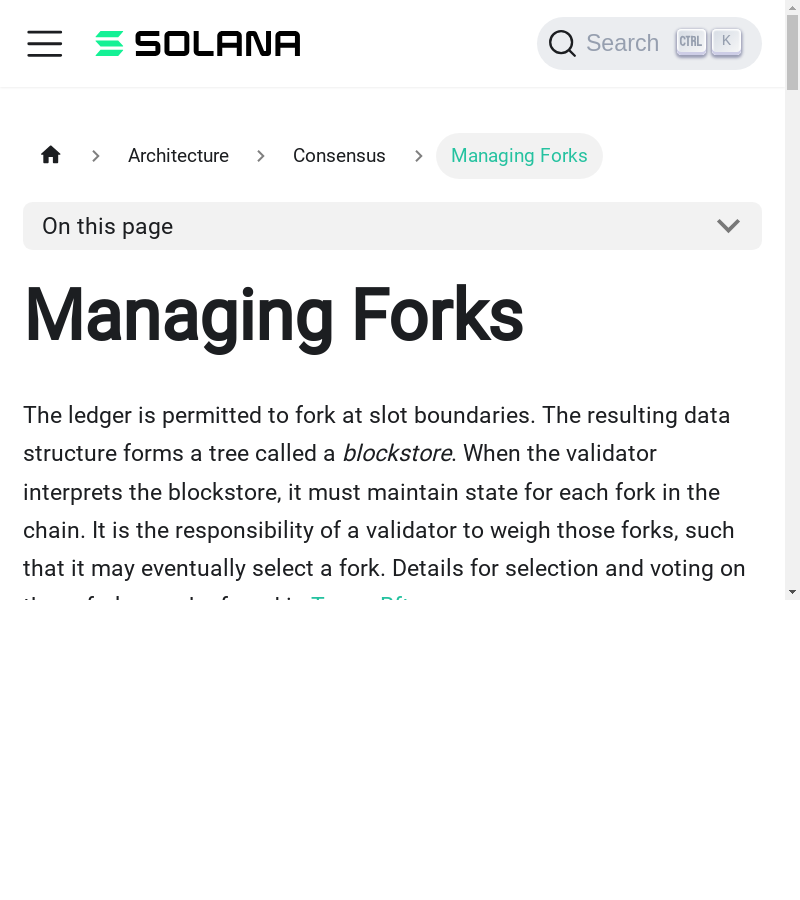 SOLANA
Search CTRL K
Architecture Consensus Managing Forks
On this page
Managing Forks
The ledger is permitted to fork at slot boundaries. The resulting data
structure forms a tree called a blockstore. When the validator
interprets the blockstore, it must maintain state for each fork in the
chain. It is the responsibility of a validator to weigh those forks, such
that it may eventually select a fork. Details for selection and voting on